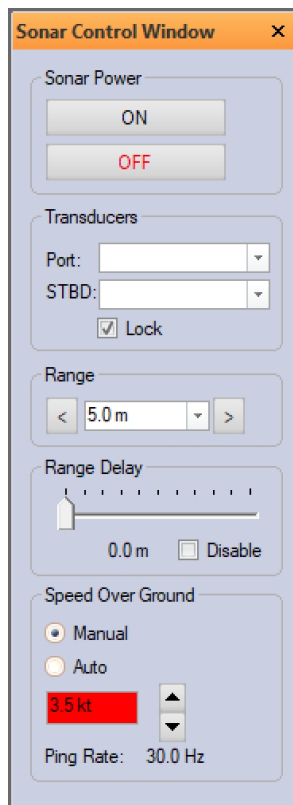 Sonar Control Window
Sonar Power
ON
OFF
Transducers
Port:
STBD:
Lock
Range
< 5.0 m >
Range Delay
0.0 m Disable
Speed Over Ground
Manual
Auto
3.5 kt
Ping Rate: 30.0 Hz